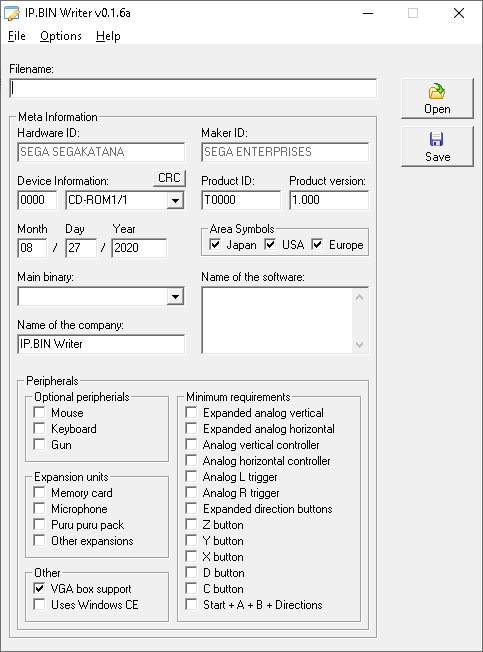 IP.BIN Writer v0.1.6a
File Options Help
Filename:
Open
Save
Meta Information
Hardware ID: Maker ID:
SEGA SEGAKATANA SEGA ENTERPRISES
Device Information: CRC Product ID: Product version:
0000 CD-ROM1/1 T0000 1.000
Month Day Year
08 / 27 / 2020
Area Symbols
Japan USA Europe
Main binary: Name of the software:
Name of the company:
IP.BIN Writer
Peripherals
Optional peripherials
Mouse
Keyboard
Gun
Expansion units
Memory card
Microphone
Puru puru pack
Other expansions
Other
VGA box support
Uses Windows CE
Minimum requirements
Expanded analog vertical
Expanded analog horizontal
Analog vertical controller
Analog horizontal controller
Analog L trigger
Analog R trigger
Expanded direction buttons
Z button
Y button
X button
D button
C button
Start + A + B + Directions